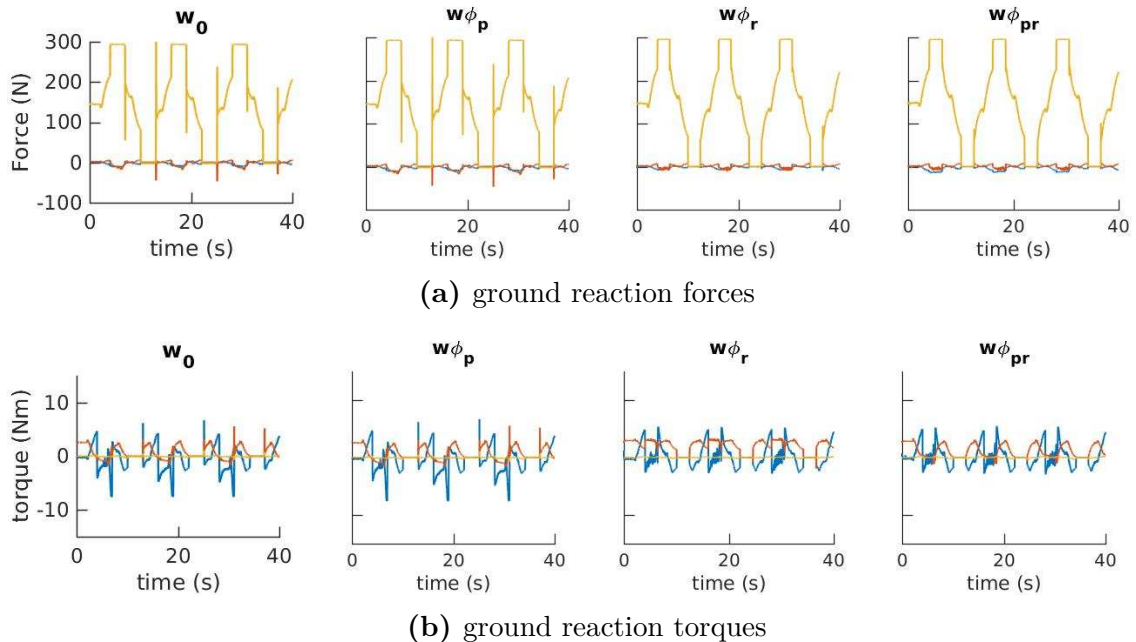 w0 wϕp wϕr wϕpr
Force (N)
300
200
100
0
-100
0 20 40 0 20 40 0 20 40 0 20 40
time (s) time (s) time (s) time (s)
(a) ground reaction forces
w0 wϕp wϕr wϕpr
torque (Nm)
10
0
-10
0 20 40 0 20 40 0 20 40 0 20 40
time (s) time (s) time (s) time (s)
(b) ground reaction torques